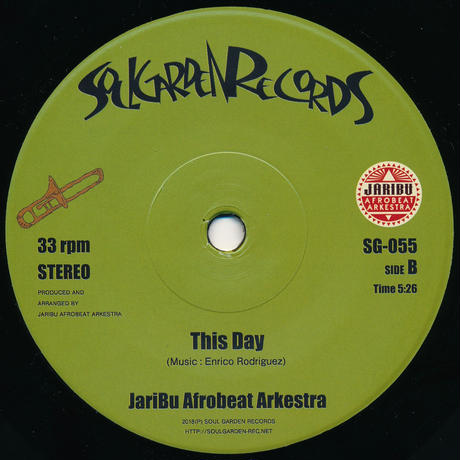 SOULGARDEN RECORDS
JARIBU
AFROBEAT
ARKESTRA
33 rpm
STEREO
PRODUCED AND
ARRANGED BY
JARIBU AFROBEAT ARKESTRA
SG-055
SIDE B
Time 5:26
This Day
(Music : Enrico Rodriguez)
JariBu Afrobeat Arkestra
2018(P) SOUL GARDEN RECORDS
HTTP://SOULGARDEN-REC.NET